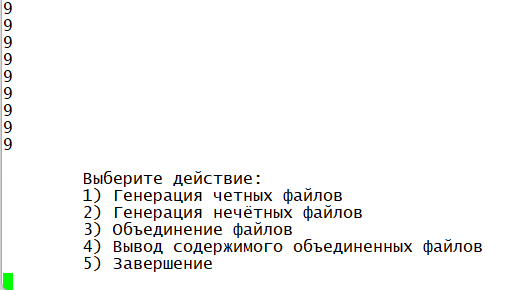 9
9
9
9
9
9
9
9
9
Выберите действие:
1) Генерация четных файлов
2) Генерация нечётных файлов
3) Объединение файлов
4) Вывод содержимого объединенных файлов
5) Завершение